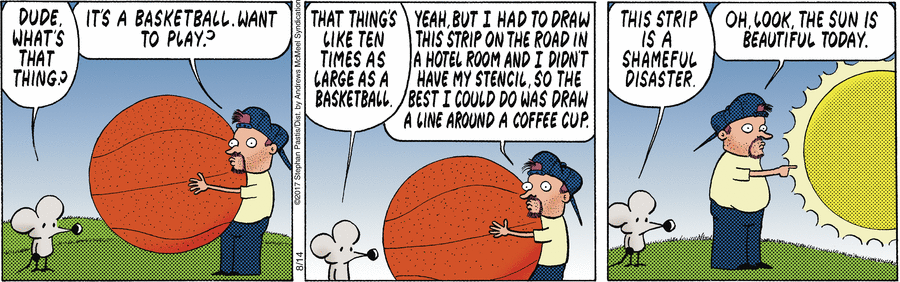 DUDE,
WHAT'S
THAT
THING?
IT'S A BASKETBALL. WANT
TO PLAY?
©2017 Stephan Pastis/Dist. by Andrews McMeel Syndication
8/14
THAT THING'S
LIKE TEN
TIMES AS
LARGE AS A
BASKETBALL.
YEAH, BUT I HAD TO DRAW
THIS STRIP ON THE ROAD IN
A HOTEL ROOM AND I DIDN'T
HAVE MY STENCIL, SO THE
BEST I COULD DO WAS DRAW
A LINE AROUND A COFFEE CUP.
THIS STRIP
IS A
SHAMEFUL
DISASTER.
OH, LOOK, THE SUN IS
BEAUTIFUL TODAY.